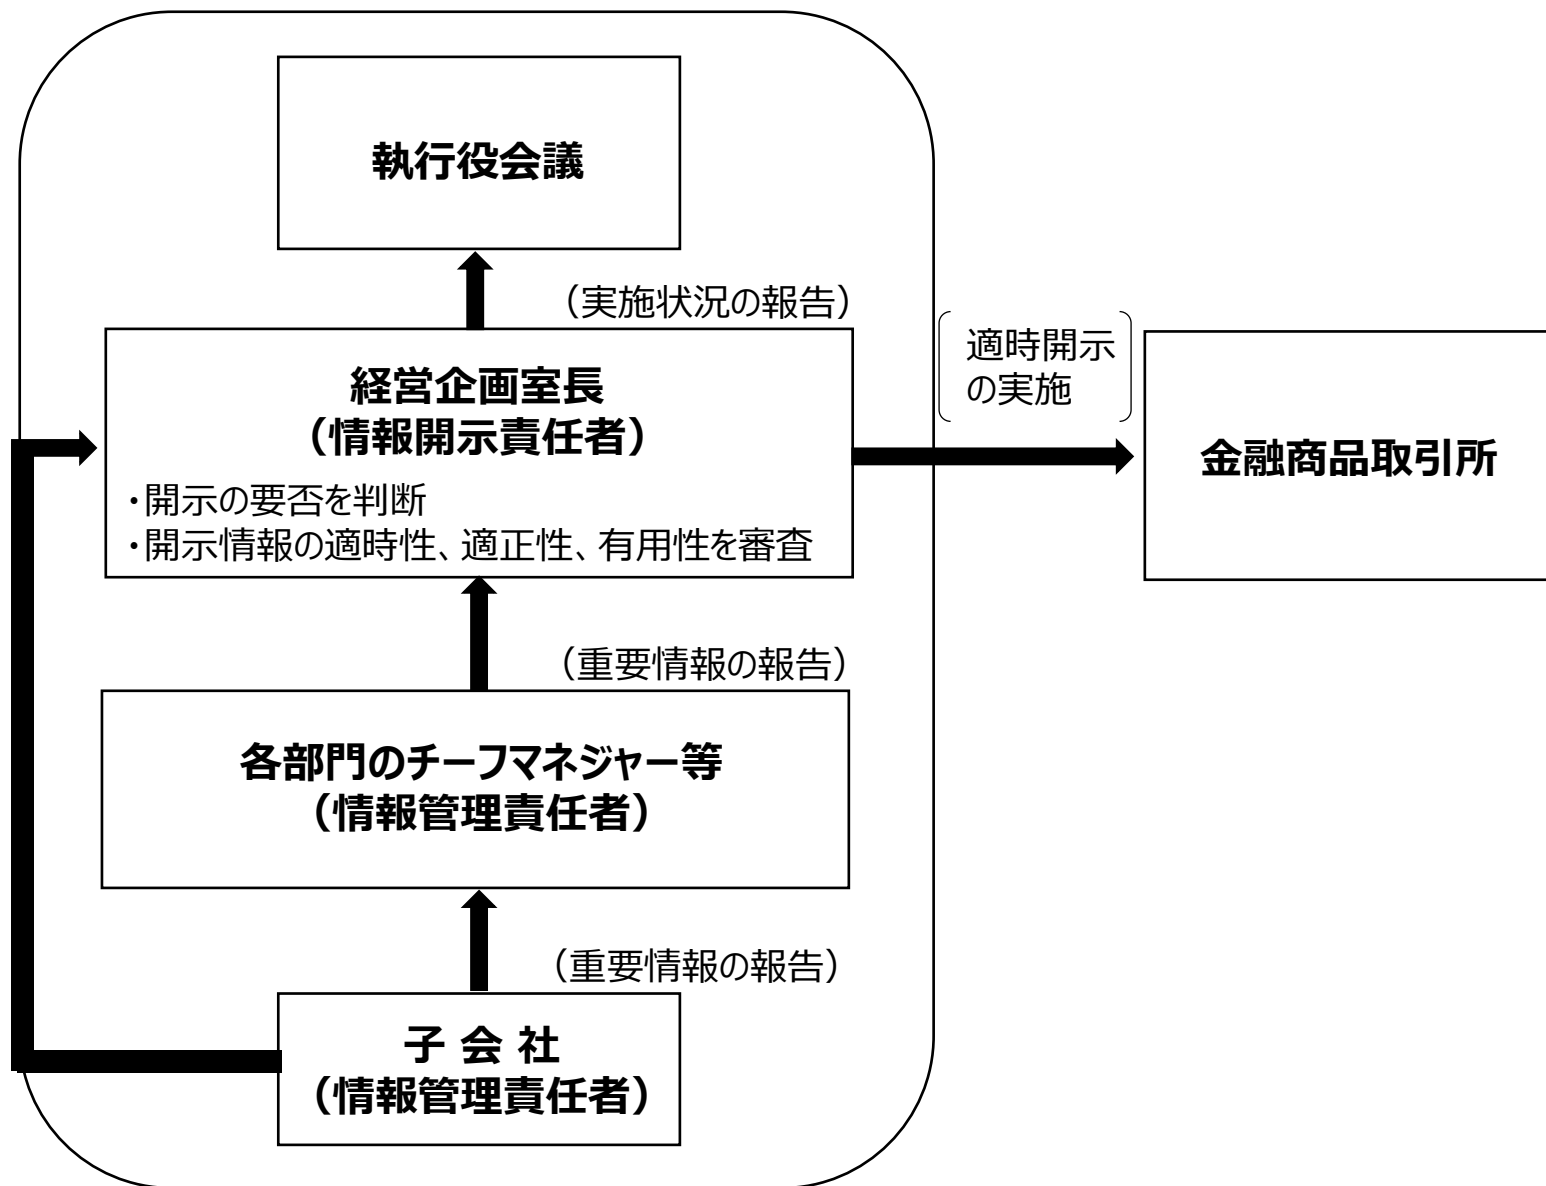 執行役会議
（実施状況の報告）
経営企画室長
（情報開示責任者）
・開示の要否を判断
・開示情報の適時性、適正性、有用性を審査
適時開示
の実施
金融商品取引所
（重要情報の報告）
各部門のチーフマネジャー等
（情報管理責任者）
（重要情報の報告）
子 会 社
（情報管理責任者）